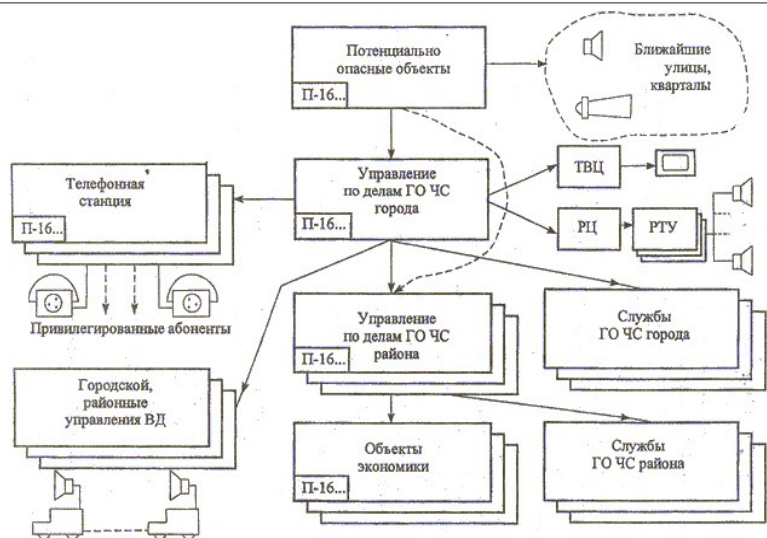 Потенциально
опасные объекты
П-16...
Ближайшие
улицы,
кварталы
Телефонная
станция
П-16...
Управление
по делам ГО ЧС
города
П-16...
ТВЦ
РЦ
РТУ
Привилегированные абоненты
Управление
по делам ГО ЧС
района
П-16...
Службы
ГО ЧС города
Городской,
районные
управления ВД
Объекты
экономики
П-16...
Службы
ГО ЧС района